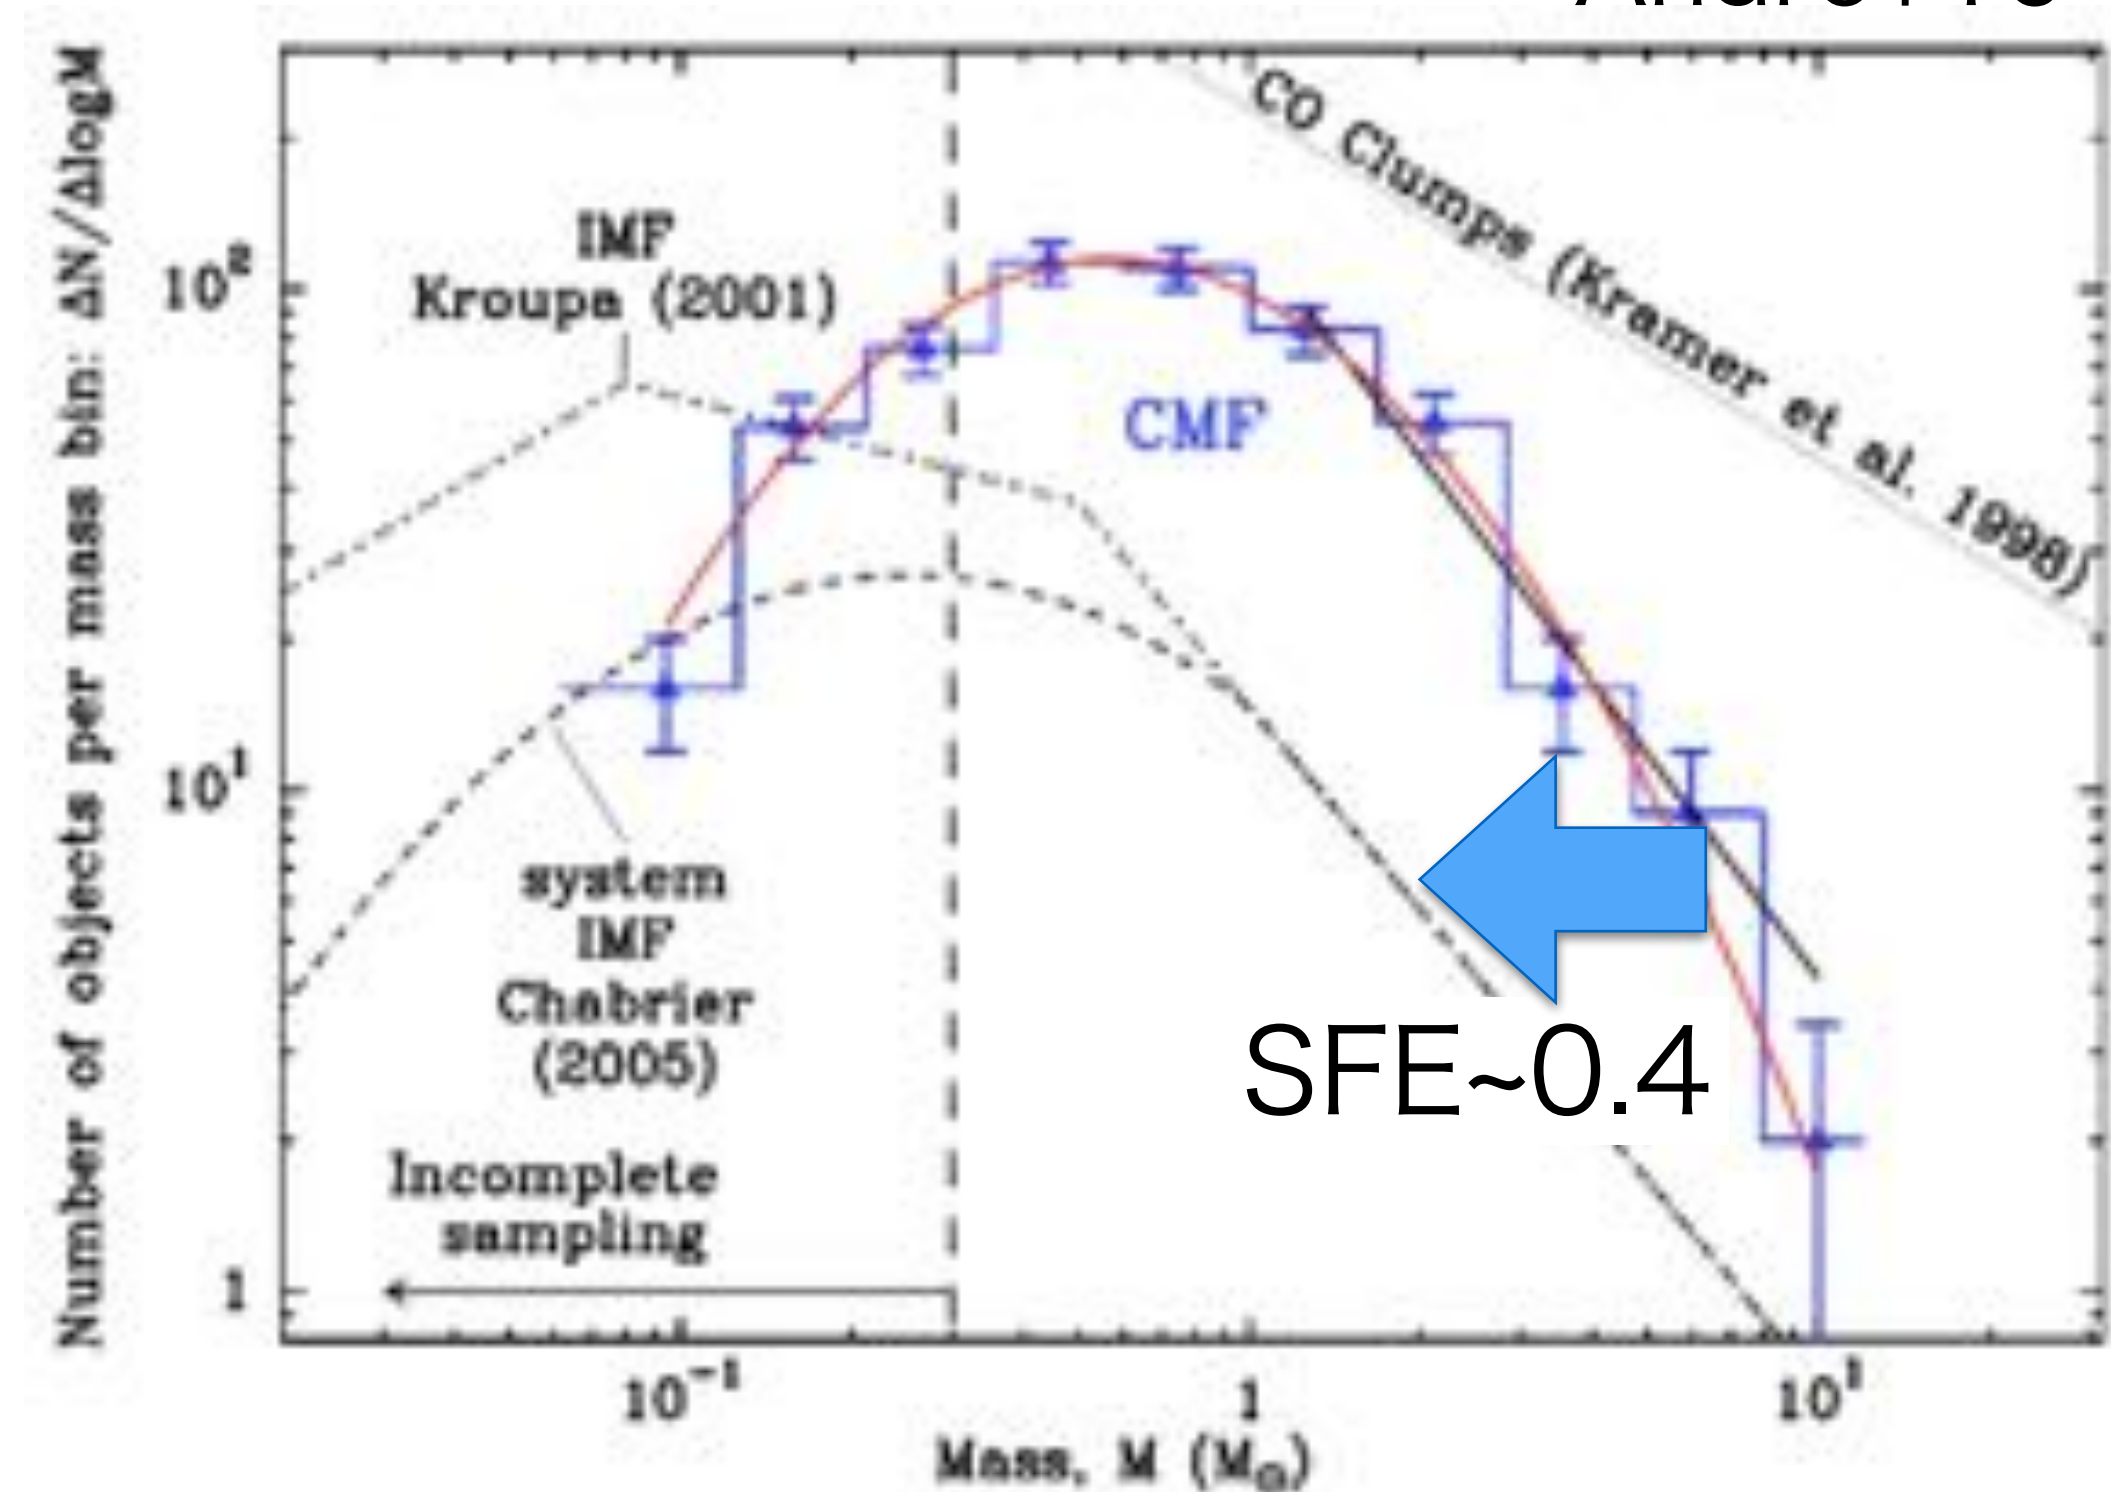 Number of objects per mass bin: ΔN/ΔlogM
10²
10¹
1
IMF
Kroupa (2001)
CO Clumps (Kramer et al. 1998)
CMF
system
IMF
Chabrier
(2005)
SFE~0.4
Incomplete
sampling
10⁻¹
1
10¹
Mass, M (M⊙)